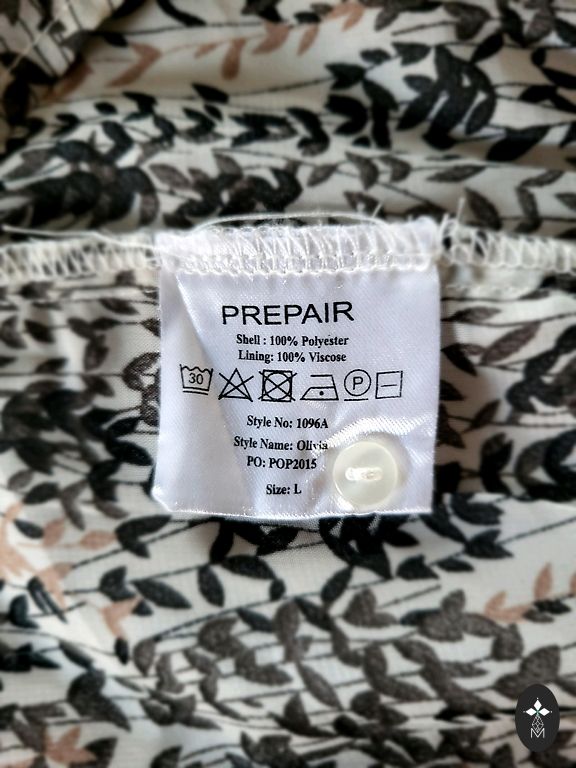 PREPAIR
Shell : 100% Polyester
Lining: 100% Viscose
30 P
Style No: 1096A
Style Name: Olivia
PO: POP2015
Size: L
M